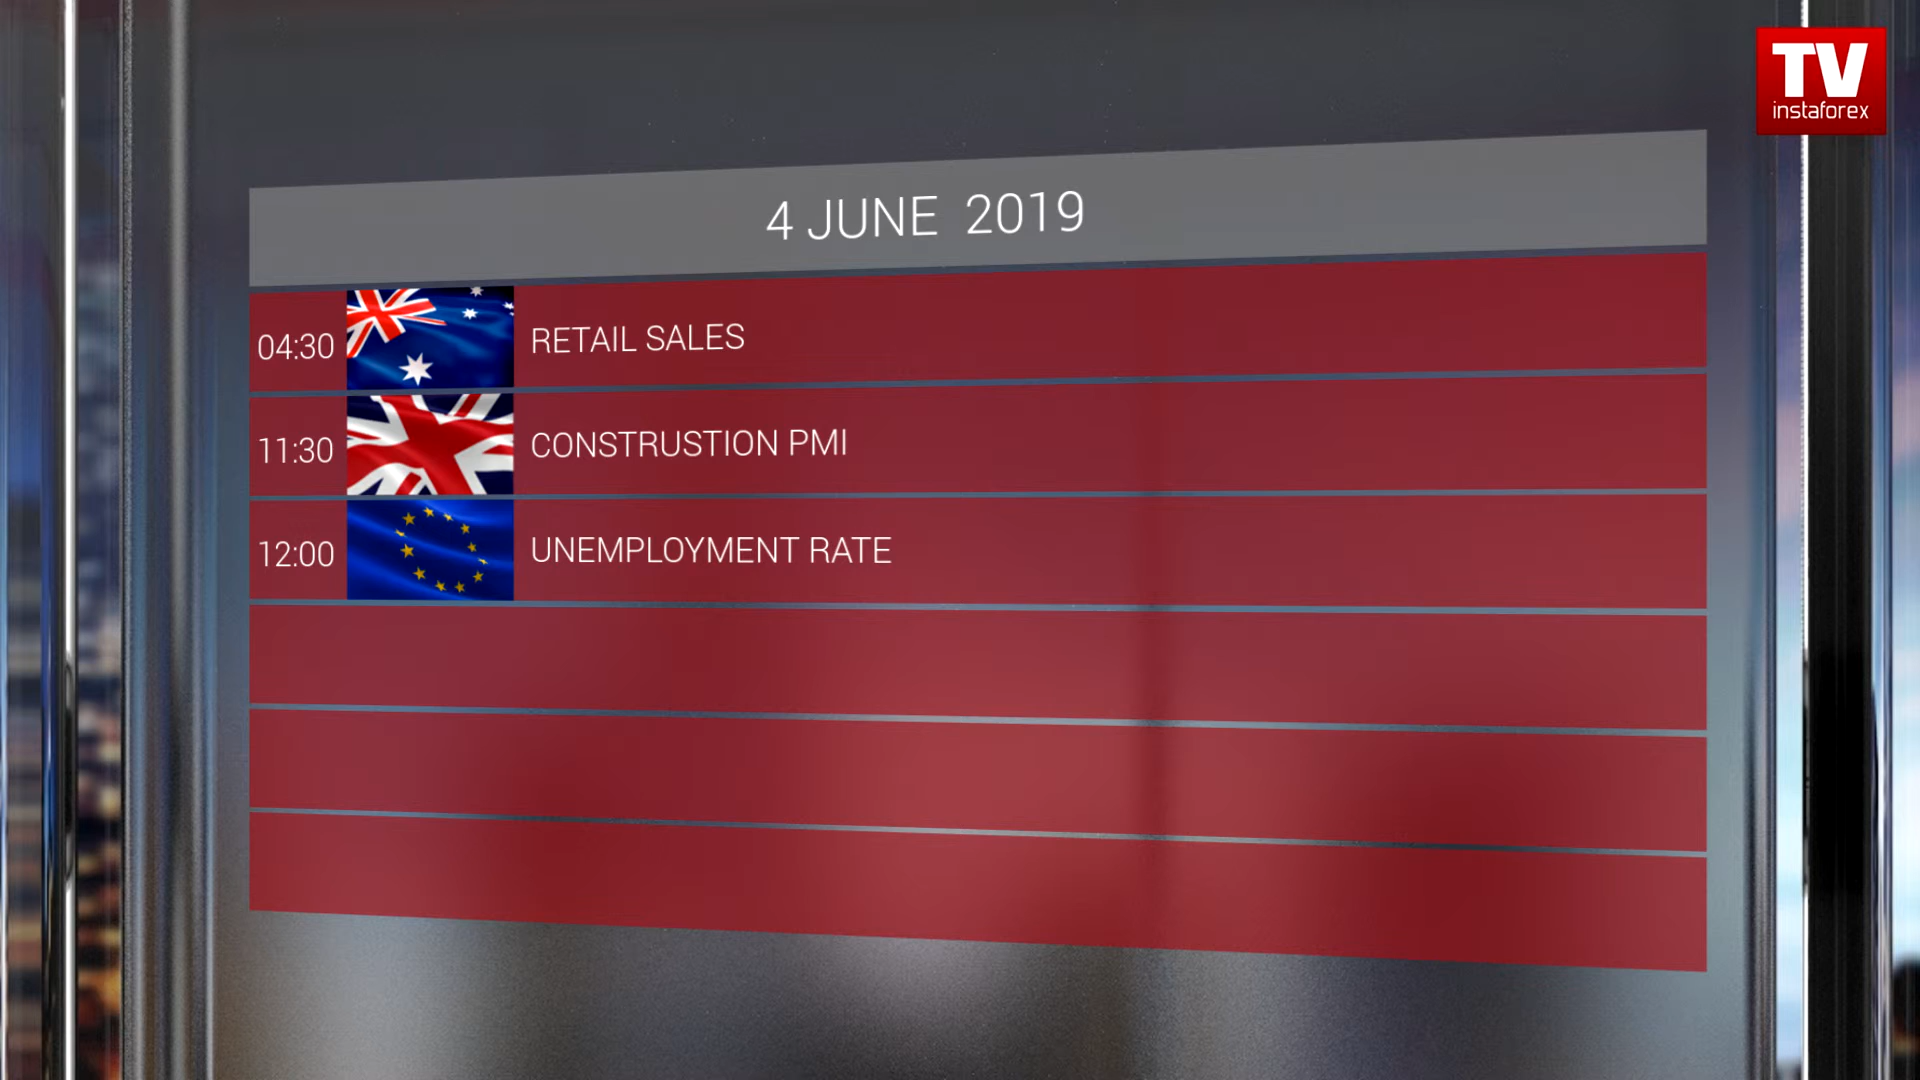 TV
instaforex
4 JUNE 2019
04:30 RETAIL SALES
11:30 CONSTRUSTION PMI
12:00 UNEMPLOYMENT RATE